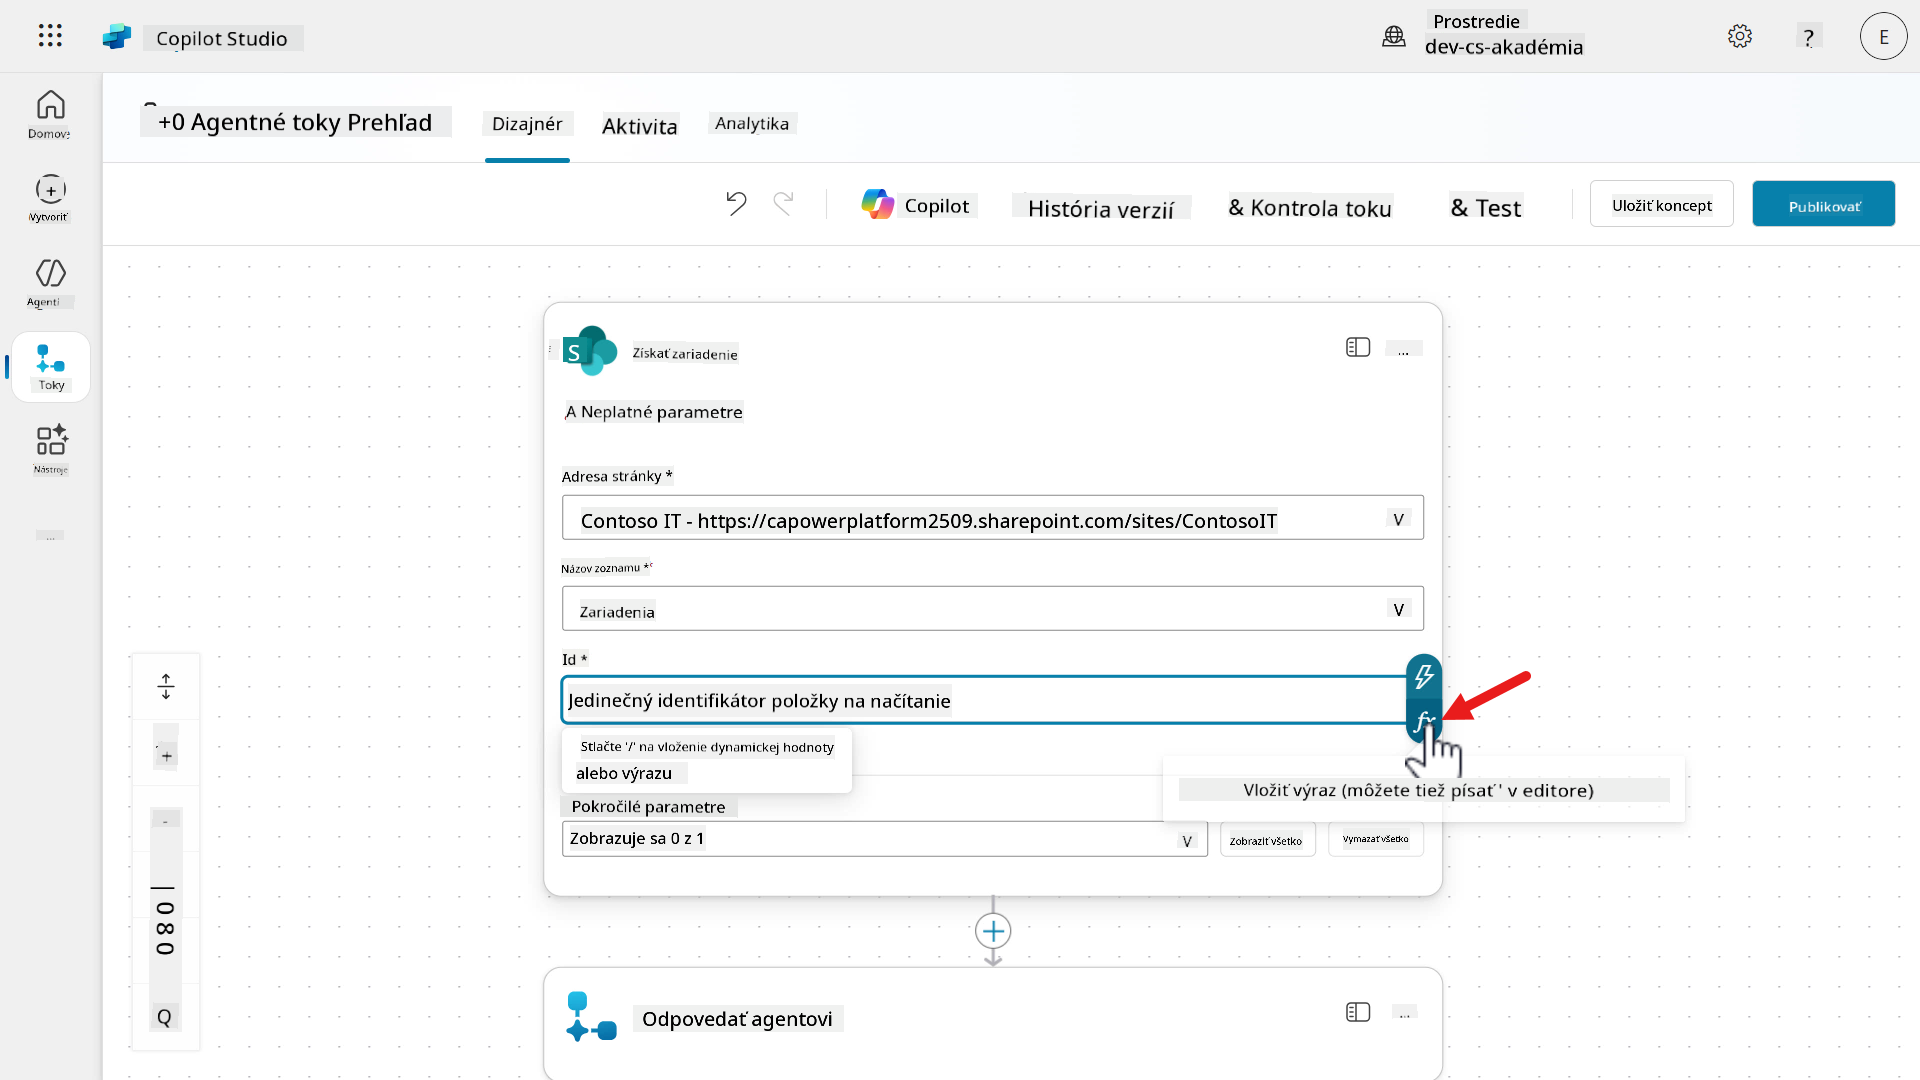 Copilot Studio
Prostredie
dev-cs-akadémia
?
E
Domov
+0 Agentné toky Prehľad
Dizajnér
Aktivita
Analytika
Vytvoriť
Copilot
História verzií
& Kontrola toku
& Test
Uložiť koncept
Publikovať
Agenti
Toky
S
Získať zariadenie
...
A Neplatné parametre
Nástroje
Adresa stránky *
Contoso IT - https://capowerplatform2509.sharepoint.com/sites/ContosoIT
V
Názov zoznamu *
Zariadenia
V
Id *
Jedinečný identifikátor položky na načítanie
fx
Stlačte '/' na vloženie dynamickej hodnoty
alebo výrazu
Vložiť výraz (môžete tiež písať ' v editore)
Pokročilé parametre
Zobrazuje sa 0 z 1
V
Zobraziť všetko
Vymazať všetko
080
Q
Odpovedať agentovi
...